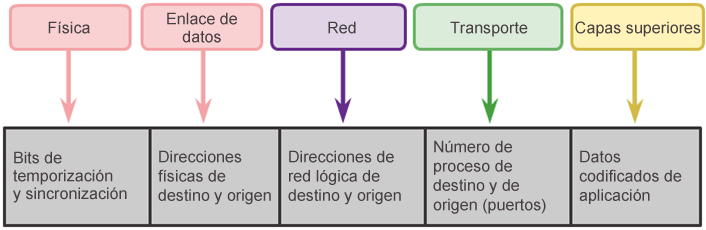 Física
Enlace de
datos
Red
Transporte
Capas superiores
Bits de
temporización
y sincronización
Direcciones
físicas de
destino y origen
Direcciones de
red lógica de
destino y origen
Número de
proceso de
destino y de
origen (puertos)
Datos
codificados de
aplicación